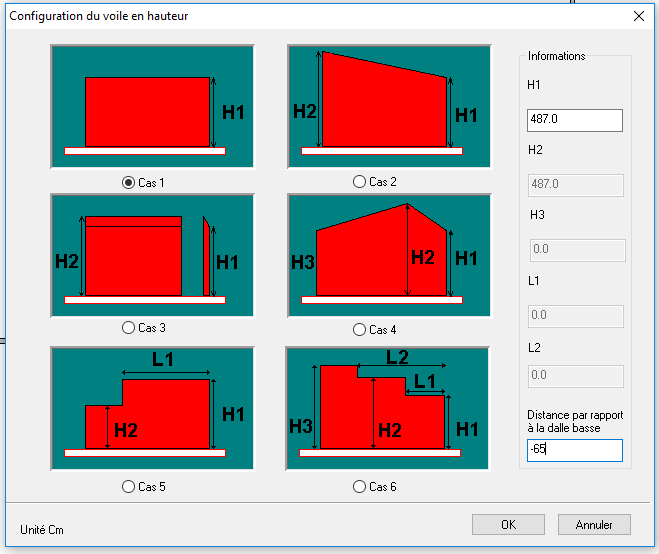 Configuration du voile en hauteur
H1
Cas 1
H2
H1
Cas 2
H2
H1
Cas 3
H3
H2
H1
Cas 4
L1
H2
H1
Cas 5
L2
L1
H3
H2
H1
Cas 6
Informations
H1
487.0
H2
487.0
H3
0.0
L1
0.0
L2
0.0
Distance par rapport
à la dalle basse
-65
Unité Cm
OK
Annuler